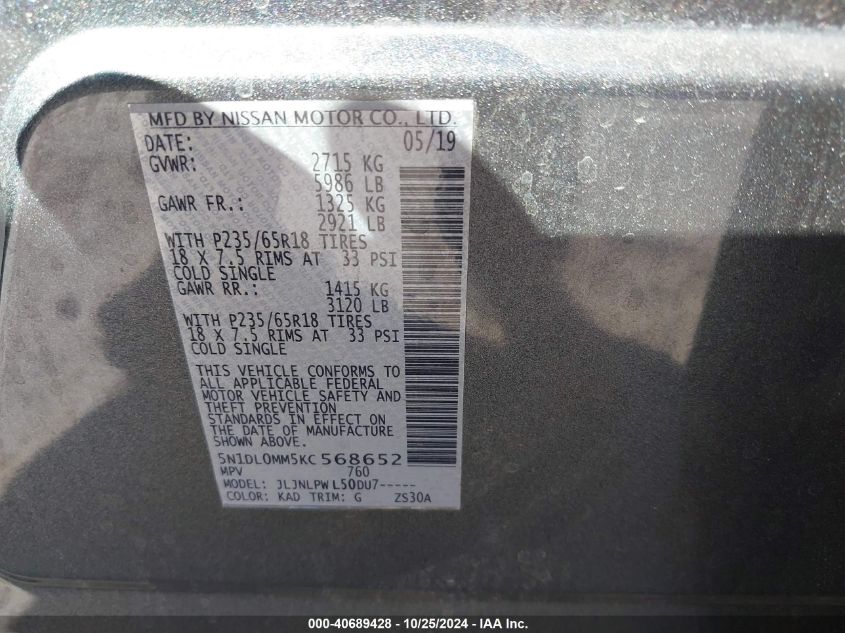 MFD BY NISSAN MOTOR CO., LTD.
DATE: 05/19
GVWR: 2715 KG
5986 LB
GAWR FR.: 1325 KG
2921 LB
WITH P235/65R18 TIRES
18 X 7.5 RIMS AT 33 PSI
COLD SINGLE
GAWR RR.: 1415 KG
3120 LB
WITH P235/65R18 TIRES
18 X 7.5 RIMS AT 33 PSI
COLD SINGLE
THIS VEHICLE CONFORMS TO
ALL APPLICABLE FEDERAL
MOTOR VEHICLE SAFETY AND
THEFT PREVENTION
STANDARDS IN EFFECT ON
THE DATE OF MANUFACTURE
SHOWN ABOVE.
5N1DL0MM5KC 568652
MPV 760
MODEL: JLJNLPW L50DU7-----
COLOR: KAD TRIM: G ZS30A
000-40689428 - 10/25/2024 - IAA Inc.